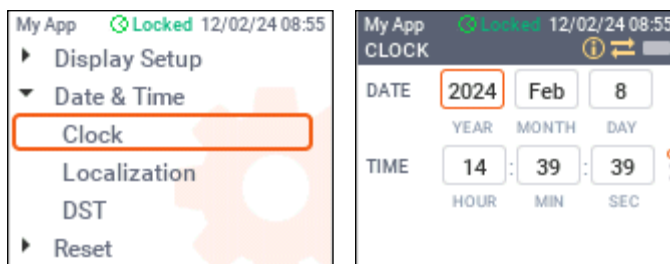 My App Locked 12/02/24 08:55
Display Setup
Date & Time
Clock
Localization
DST
Reset
My App Locked 12/02/24 08:55
CLOCK
DATE 2024 Feb 8
YEAR MONTH DAY
TIME 14 : 39 : 39
HOUR MIN SEC